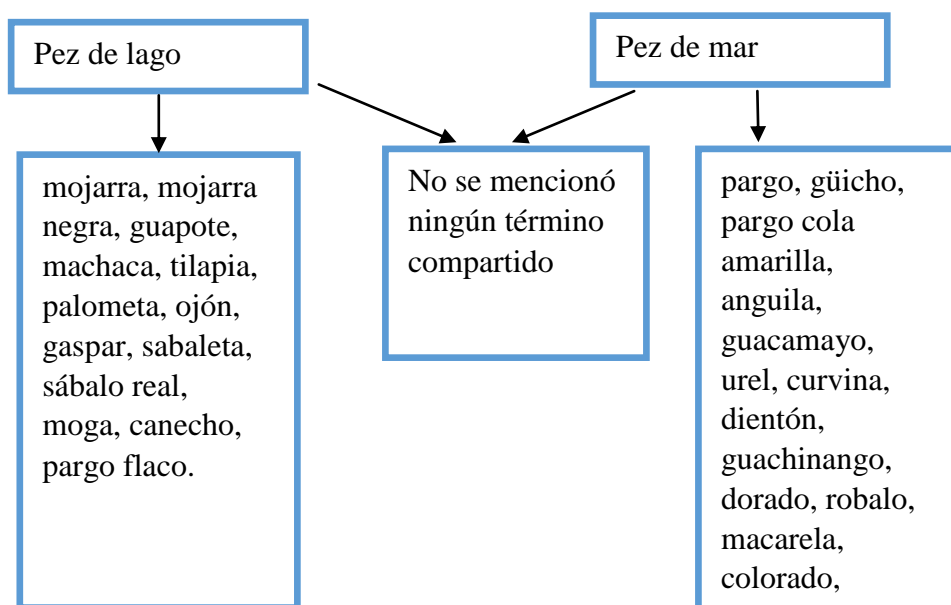 Pez de lago
Pez de mar
mojarra, mojarra
negra, guapote,
machaca, tilapia,
palometa, ojón,
gaspar, sabaleta,
sábalo real,
moga, canecho,
pargo flaco.
No se mencionó
ningún término
compartido
pargo, güicho,
pargo cola
amarilla,
anguila,
guacamayo,
urel, curvina,
dientón,
guachinango,
dorado, robalo,
macarela,
colorado,